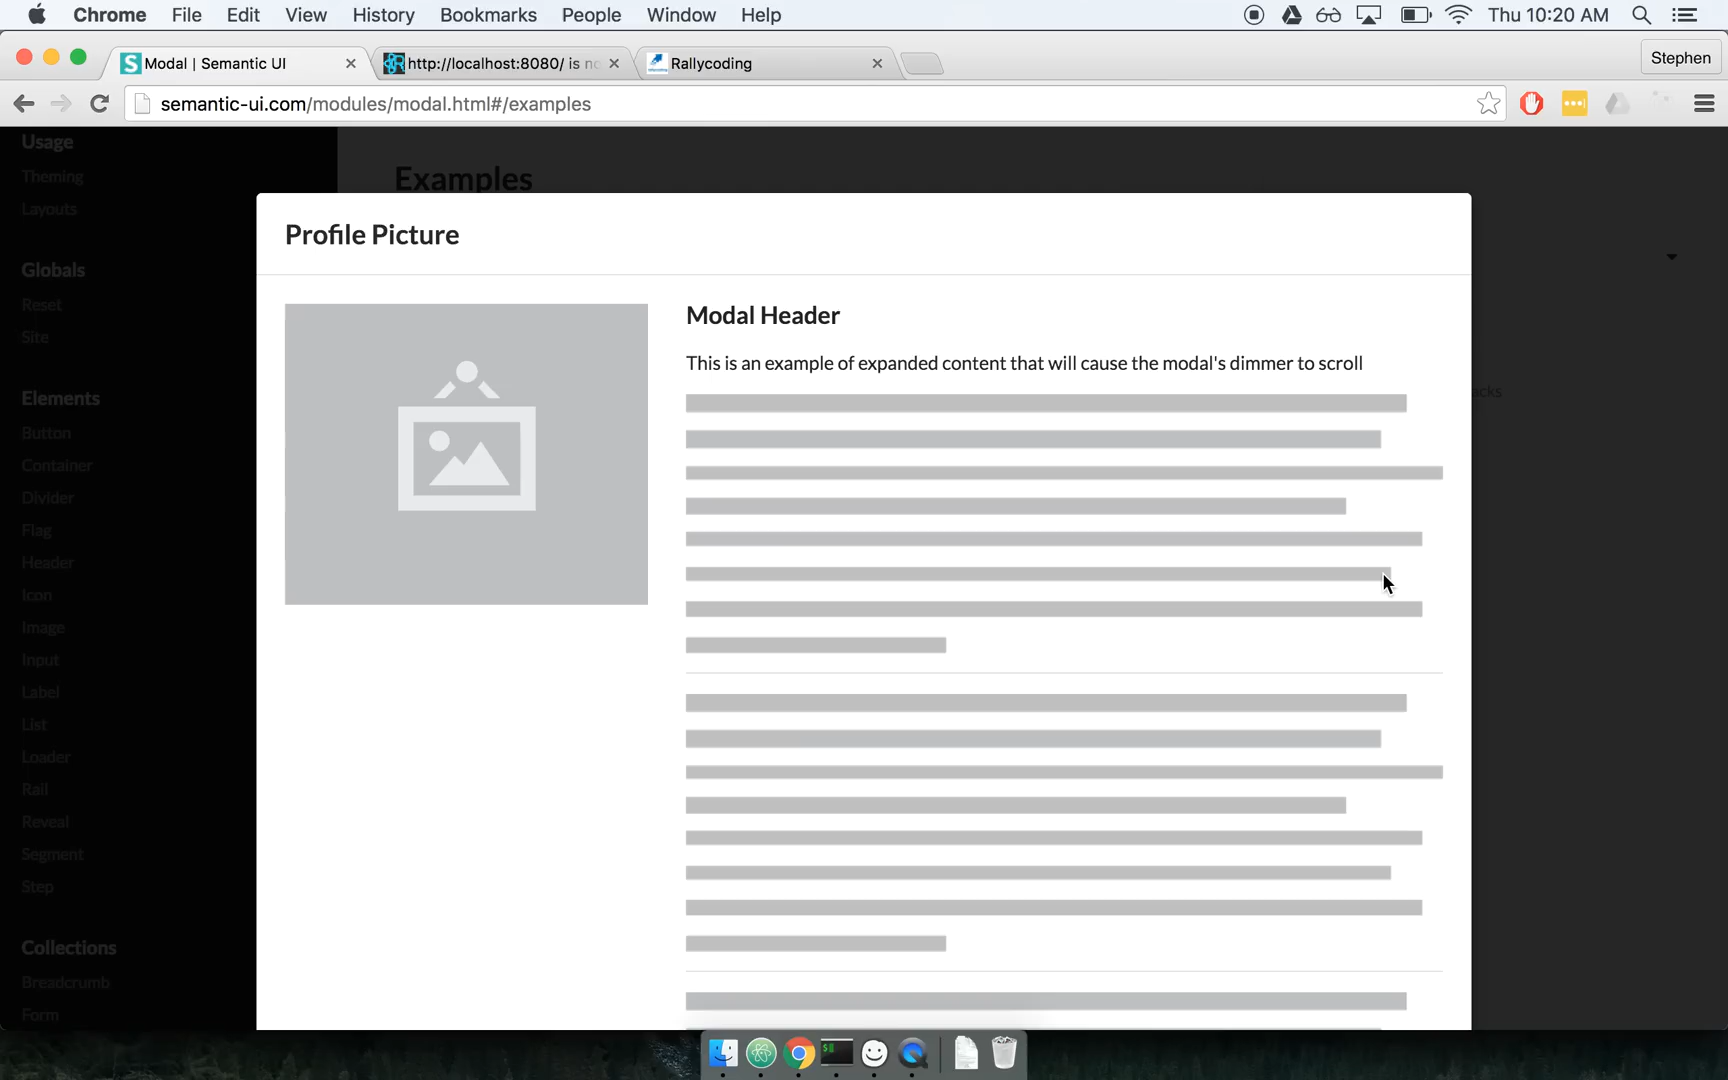 Chrome File Edit View History Bookmarks People Window Help Thu 10:20 AM
Modal | Semantic UI http://localhost:8080/ is Rallycoding Stephen
semantic-ui.com/modules/modal.html#/examples
Usage
Theming
Layouts
Globals
Reset
Site
Elements
Button
Container
Divider
Flag
Header
Icon
Image
Input
Label
List
Loader
Rail
Reveal
Segment
Step
Collections
Breadcrumb
Form
Examples
Profile Picture
Modal Header
This is an example of expanded content that will cause the modal's dimmer to scroll